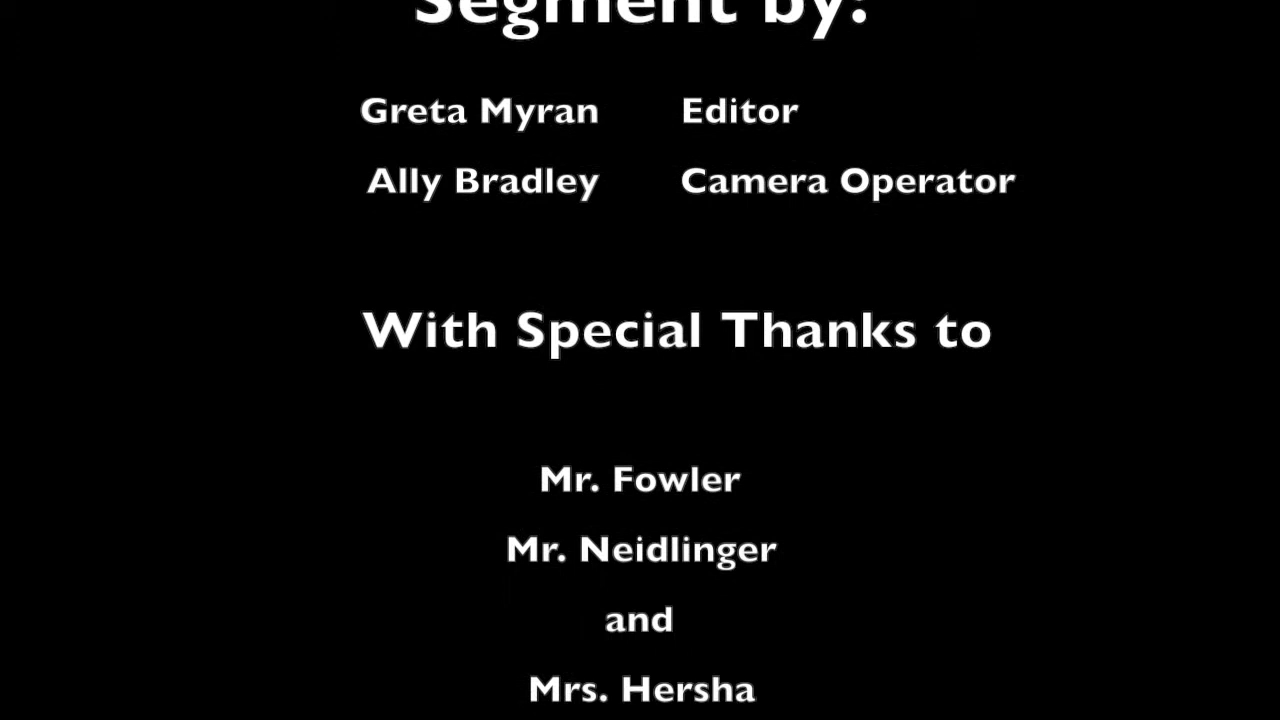 Segment by:
Greta Myran Editor
Ally Bradley Camera Operator
With Special Thanks to
Mr. Fowler
Mr. Neidlinger
and
Mrs. Hersha